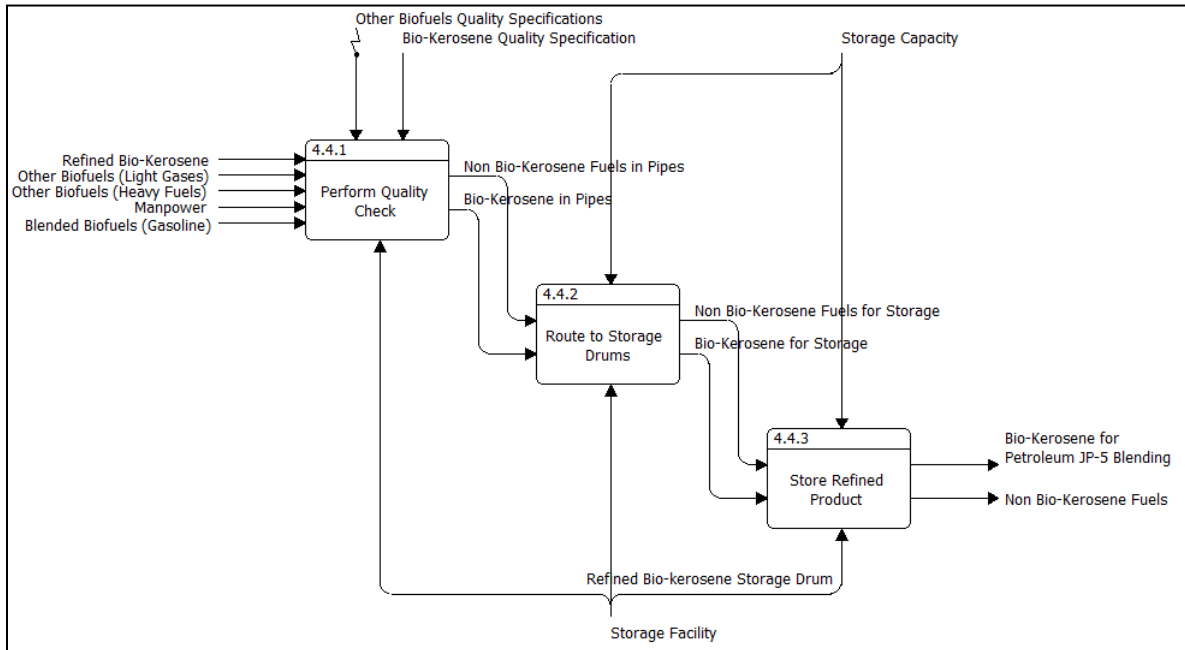 Other Biofuels Quality Specifications
Bio-Kerosene Quality Specification
Storage Capacity
4.4.1
Perform Quality
Check
Refined Bio-Kerosene
Other Biofuels (Light Gases)
Other Biofuels (Heavy Fuels)
Manpower
Blended Biofuels (Gasoline)
Non Bio-Kerosene Fuels in Pipes
Bio-Kerosene in Pipes
4.4.2
Route to Storage
Drums
Non Bio-Kerosene Fuels for Storage
Bio-Kerosene for Storage
4.4.3
Store Refined
Product
Bio-Kerosene for
Petroleum JP-5 Blending
Non Bio-Kerosene Fuels
Refined Bio-kerosene Storage Drum
Storage Facility